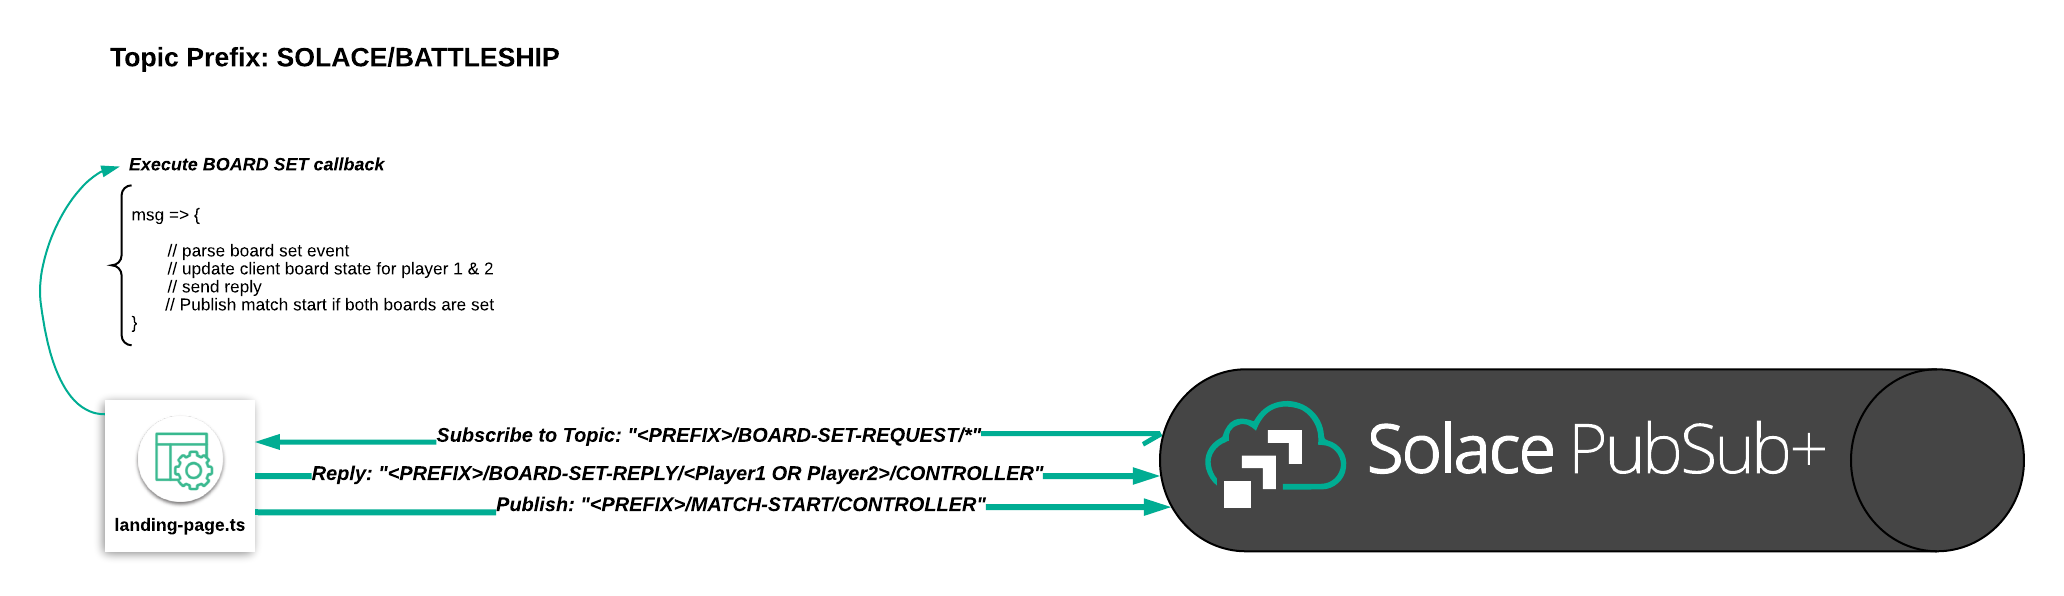 Topic Prefix: SOLACE/BATTLESHIP
Execute BOARD SET callback
msg => {
// parse board set event
// update client board state for player 1 & 2
// send reply
// Publish match start if both boards are set
}
Subscribe to Topic: "<PREFIX>/BOARD-SET-REQUEST/*"
Reply: "<PREFIX>/BOARD-SET-REPLY/<Player1 OR Player2>/CONTROLLER"
Publish: "<PREFIX>/MATCH-START/CONTROLLER"
landing-page.ts
Solace PubSub+